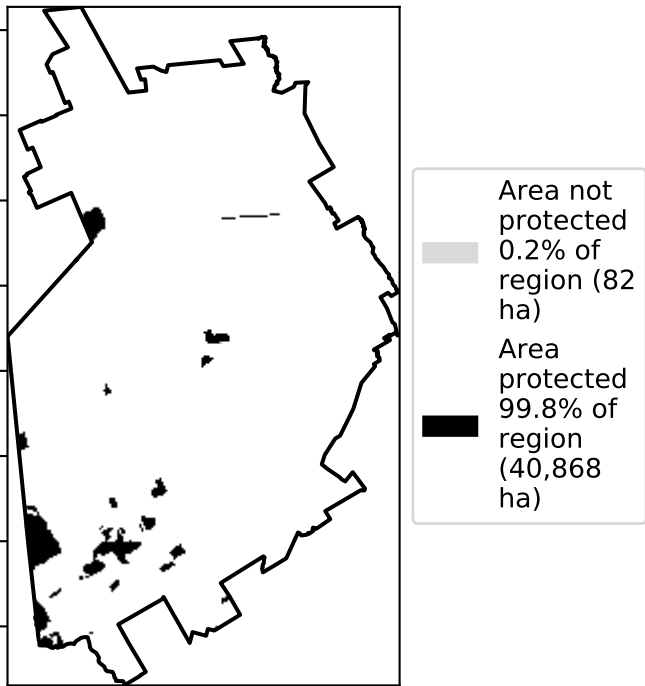 Area not
protected
0.2% of
region (82
ha)
Area
protected
99.8% of
region
(40,868
ha)